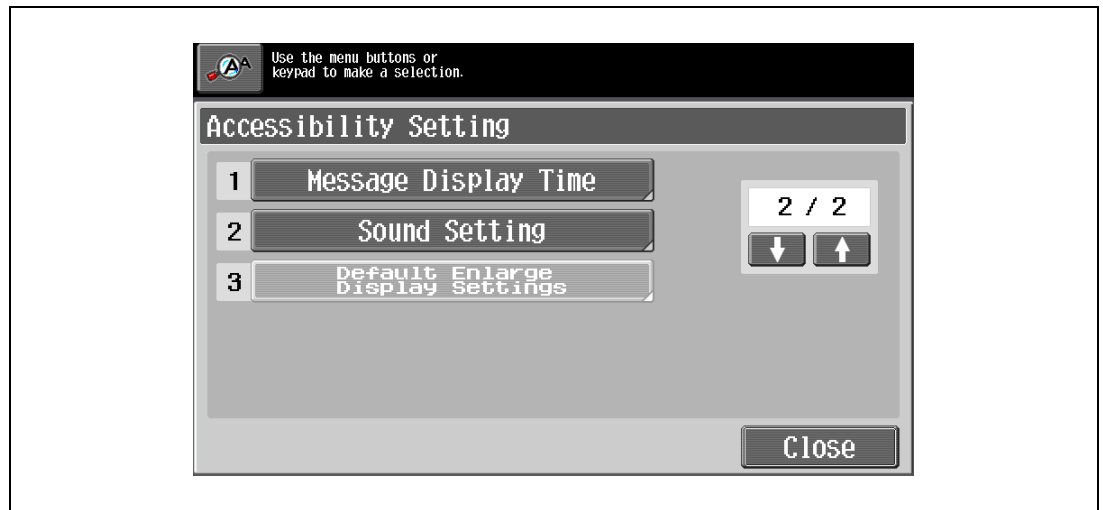 Use the menu buttons or
keypad to make a selection.
Accessibility Setting
1 Message Display Time
2 / 2
2 Sound Setting
3 Default Enlarge
Display Settings
Close